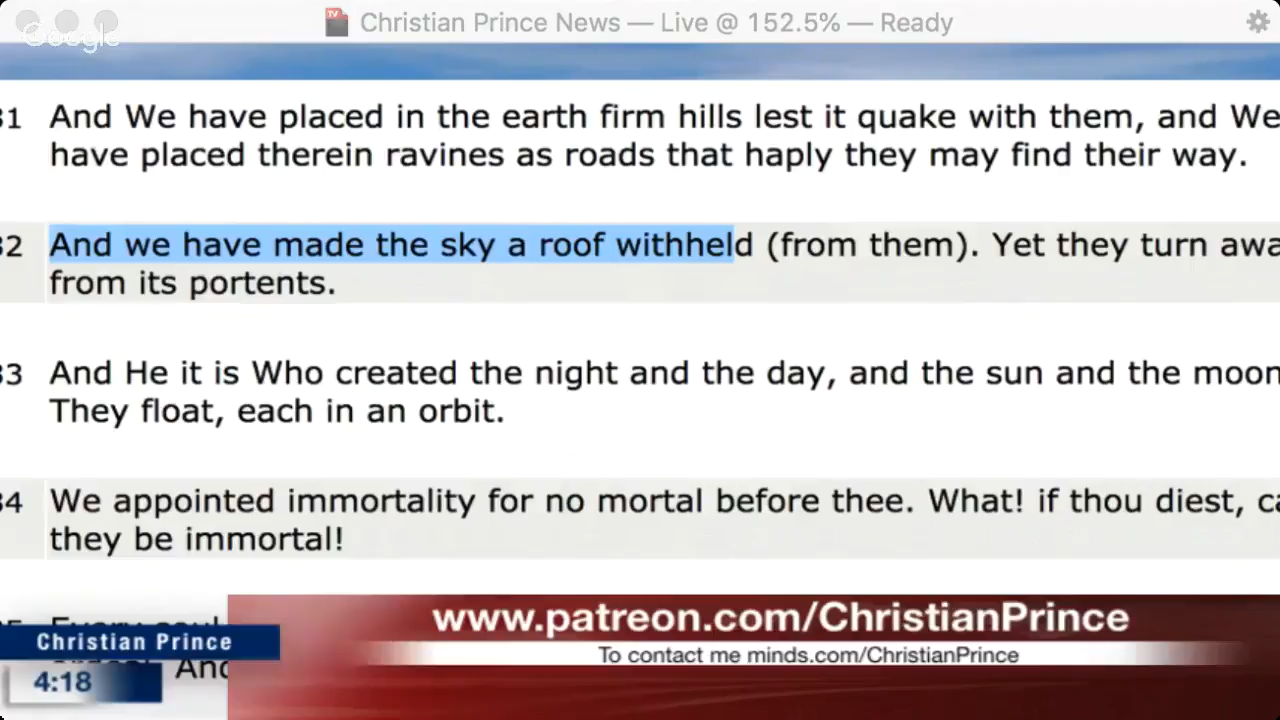 Google
Christian Prince News — Live @ 152.5% — Ready
31 And We have placed in the earth firm hills lest it quake with them, and We
have placed therein ravines as roads that haply they may find their way.
32 And we have made the sky a roof withheld (from them). Yet they turn awa
from its portents.
33 And He it is Who created the night and the day, and the sun and the moon
They float, each in an orbit.
34 We appointed immortality for no mortal before thee. What! if thou diest, ca
they be immortal!
Every soul
And
www.patreon.com/ChristianPrince
To contact me minds.com/ChristianPrince
Christian Prince
4:18